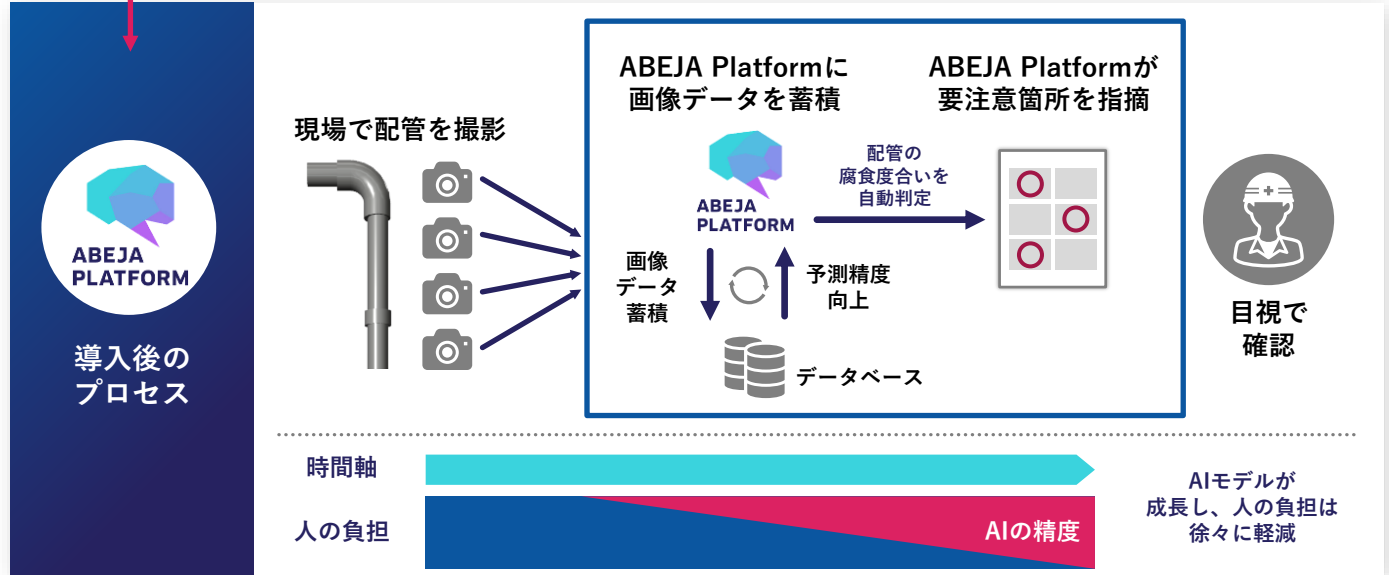 ABEJA
PLATFORM
導入後の
プロセス
現場で配管を撮影
ABEJA Platformに
画像データを蓄積
ABEJA Platformが
要注意箇所を指摘
ABEJA
PLATFORM
配管の
腐食度合いを
自動判定
画像
データ
蓄積
予測精度
向上
データベース
目視で
確認
時間軸
人の負担
AIの精度
AIモデルが
成長し、人の負担は
徐々に軽減